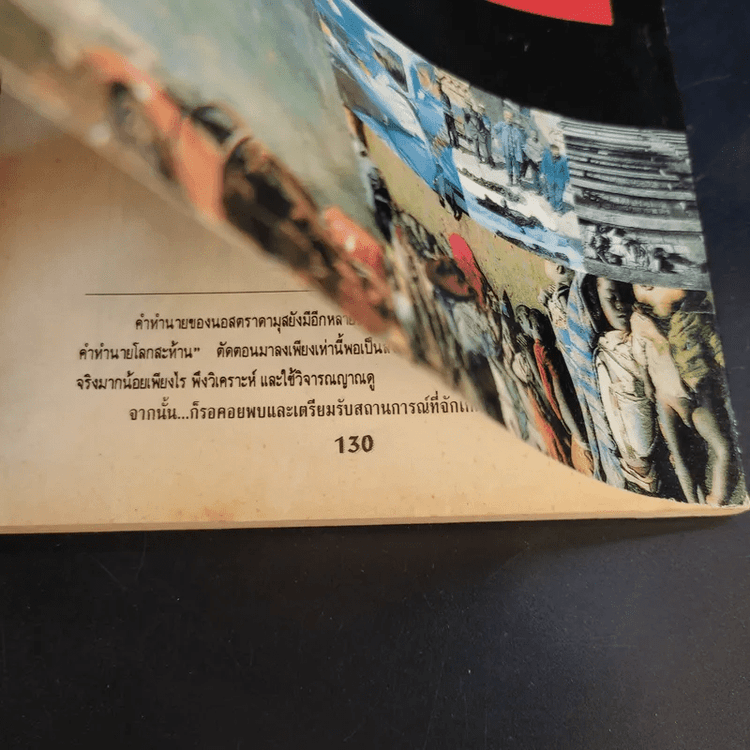 คำทำนายของนอสตราดามุสยังมีอีกหลาย
คำทำนายโลกสะท้าน" ตัดตอนมาลงเพียงเท่านี้พอเป็น
จริงมากน้อยเพียงไร พึงวิเคราะห์ และใช้วิจารณญาณดู
จากนั้น...ก็รอคอยพบและเตรียมรับสถานการณ์ที่จัก
130